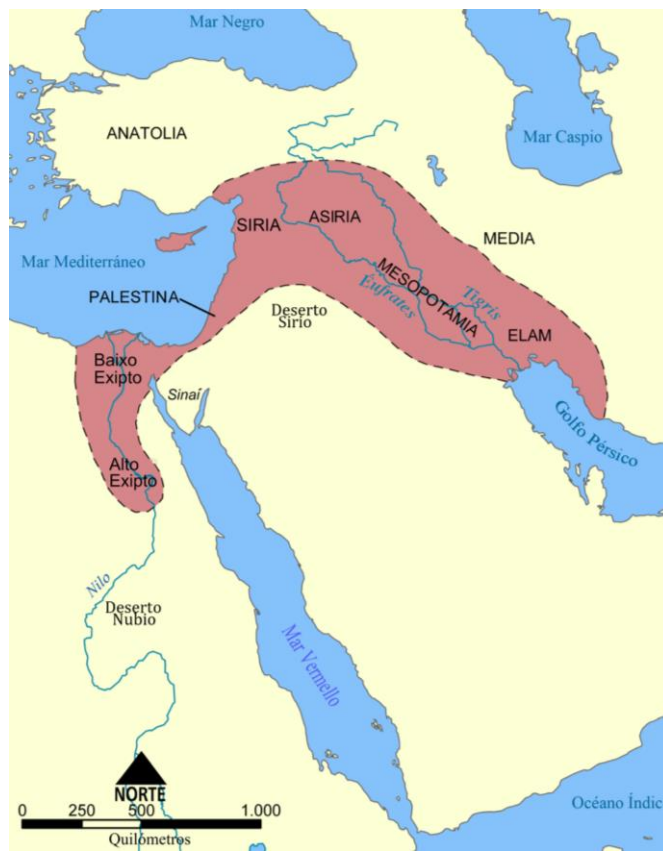 Mar Negro
Mar Caspio
ANATOLIA
SIRIA
ASIRIA
MEDIA
Mar Mediterráneo
MESOPOTAMIA
Tigris
Éufrates
PALESTINA
Deserto
Sirio
ELAM
Baixo
Exipto
Sinaí
Golfo Pérsico
Alto
Exipto
Nilo
Deserto
Nubio
Mar Vermello
NORTE
0 250 500 1.000
Quilómetros
Océano Índic